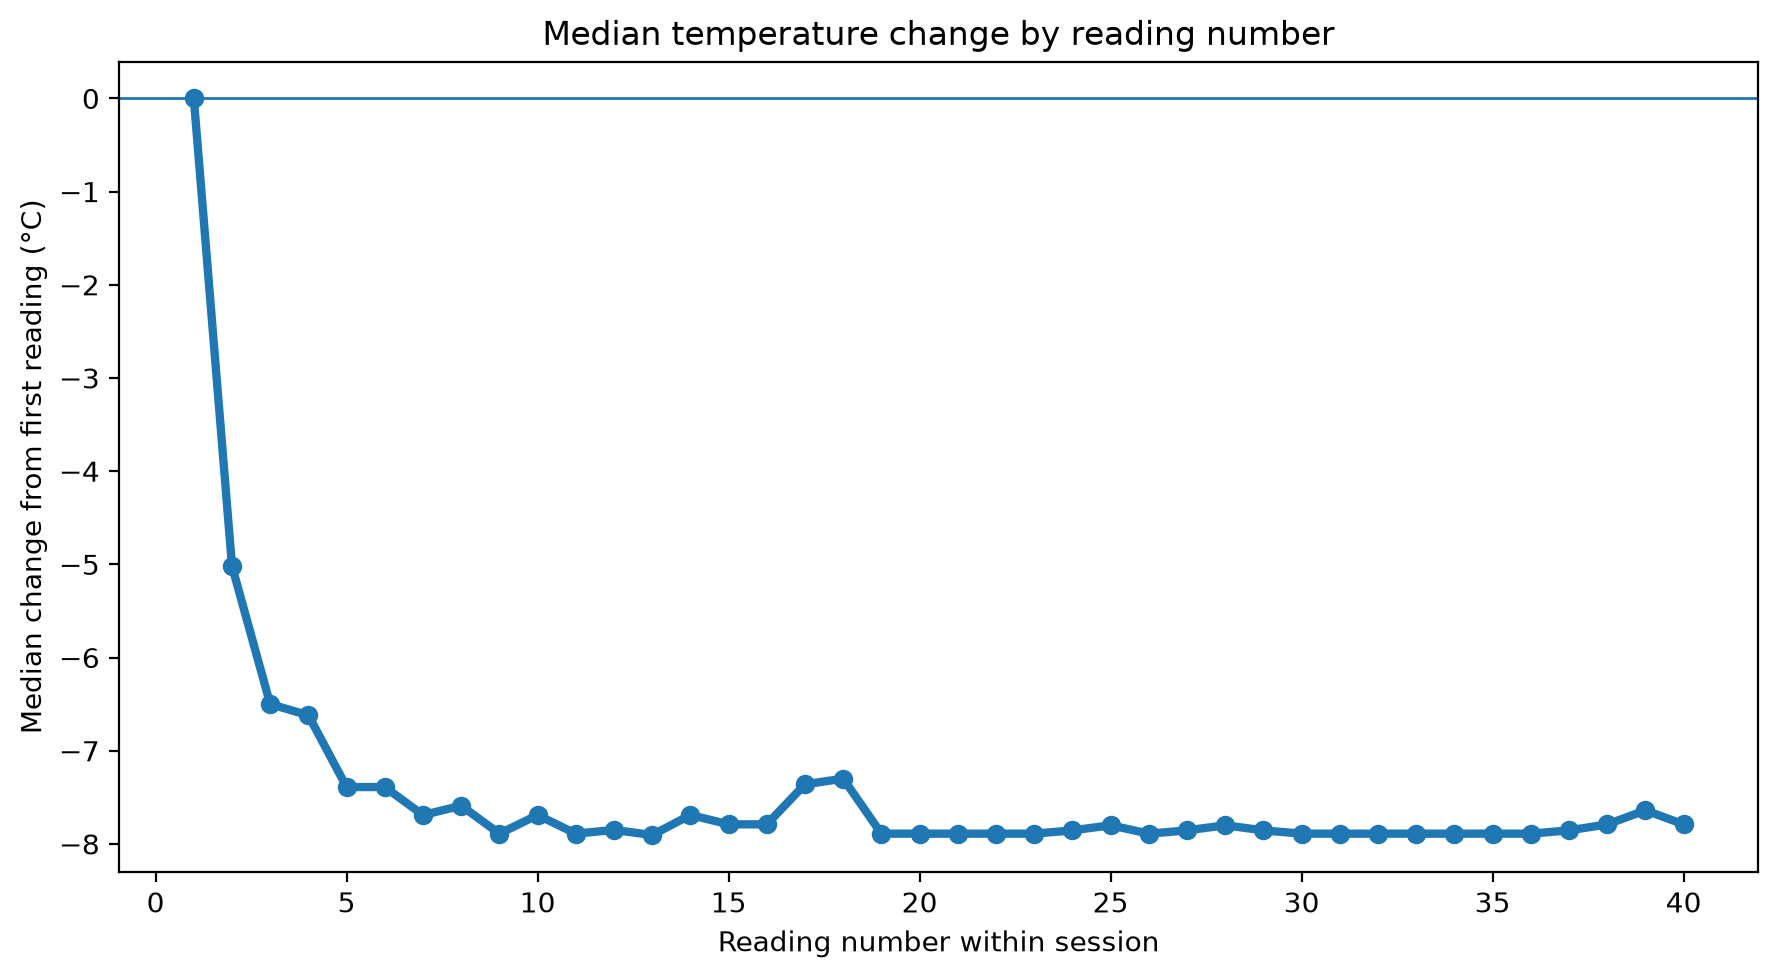 Median temperature change by reading number
Median change from first reading (°C)
0
−1
−2
−3
−4
−5
−6
−7
−8
0 5 10 15 20 25 30 35 40
Reading number within session